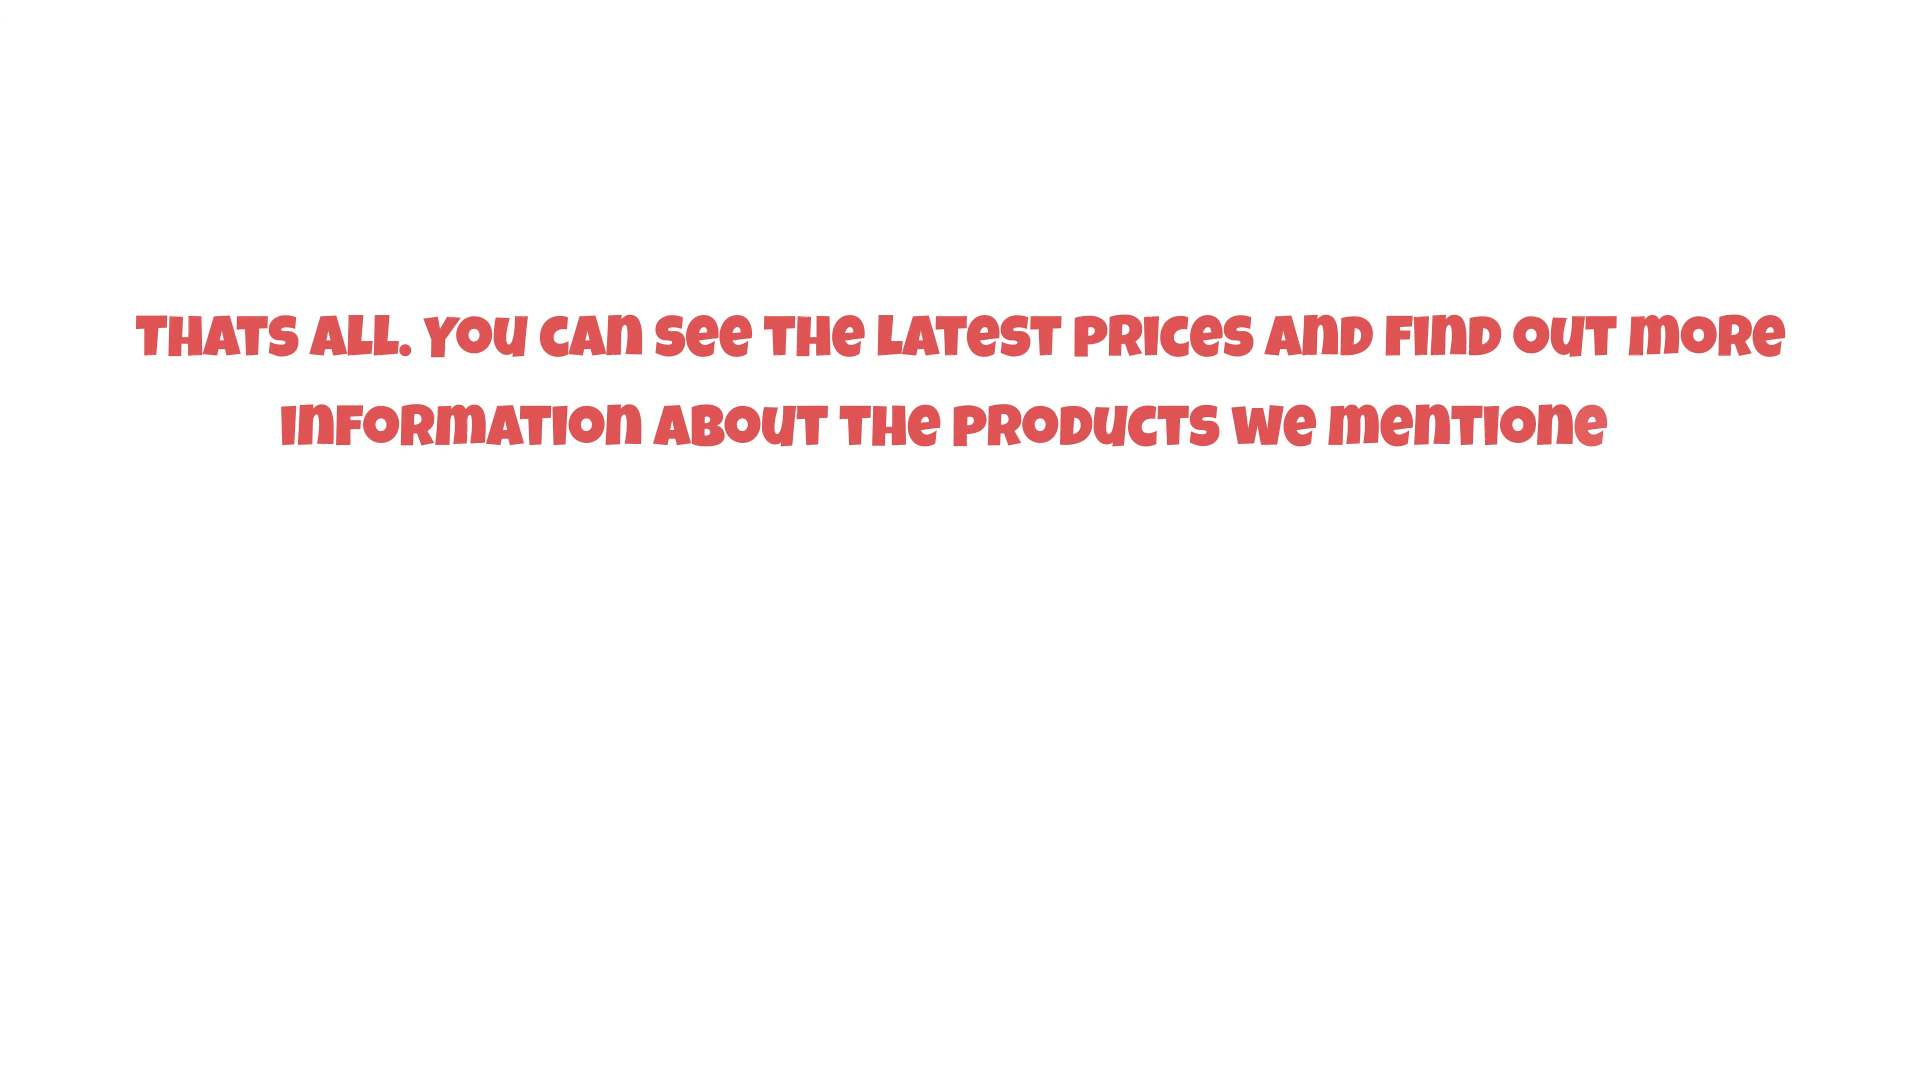 THATS ALL. YOU CAN SEE THE LATEST PRICES AND FIND OUT MORE
INFORMATION ABOUT THE PRODUCTS WE MENTIONE